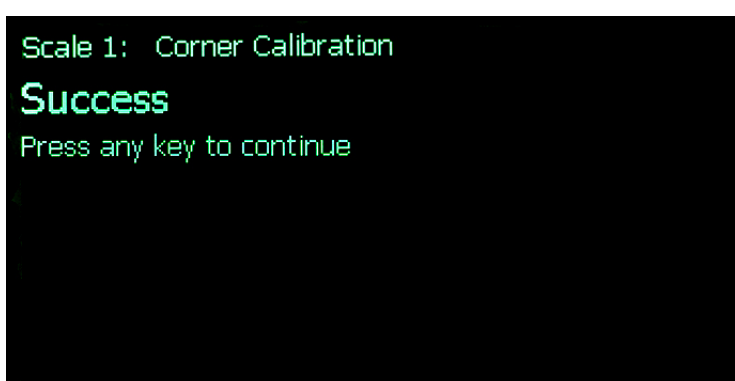 Scale 1: Corner Calibration
Success
Press any key to continue